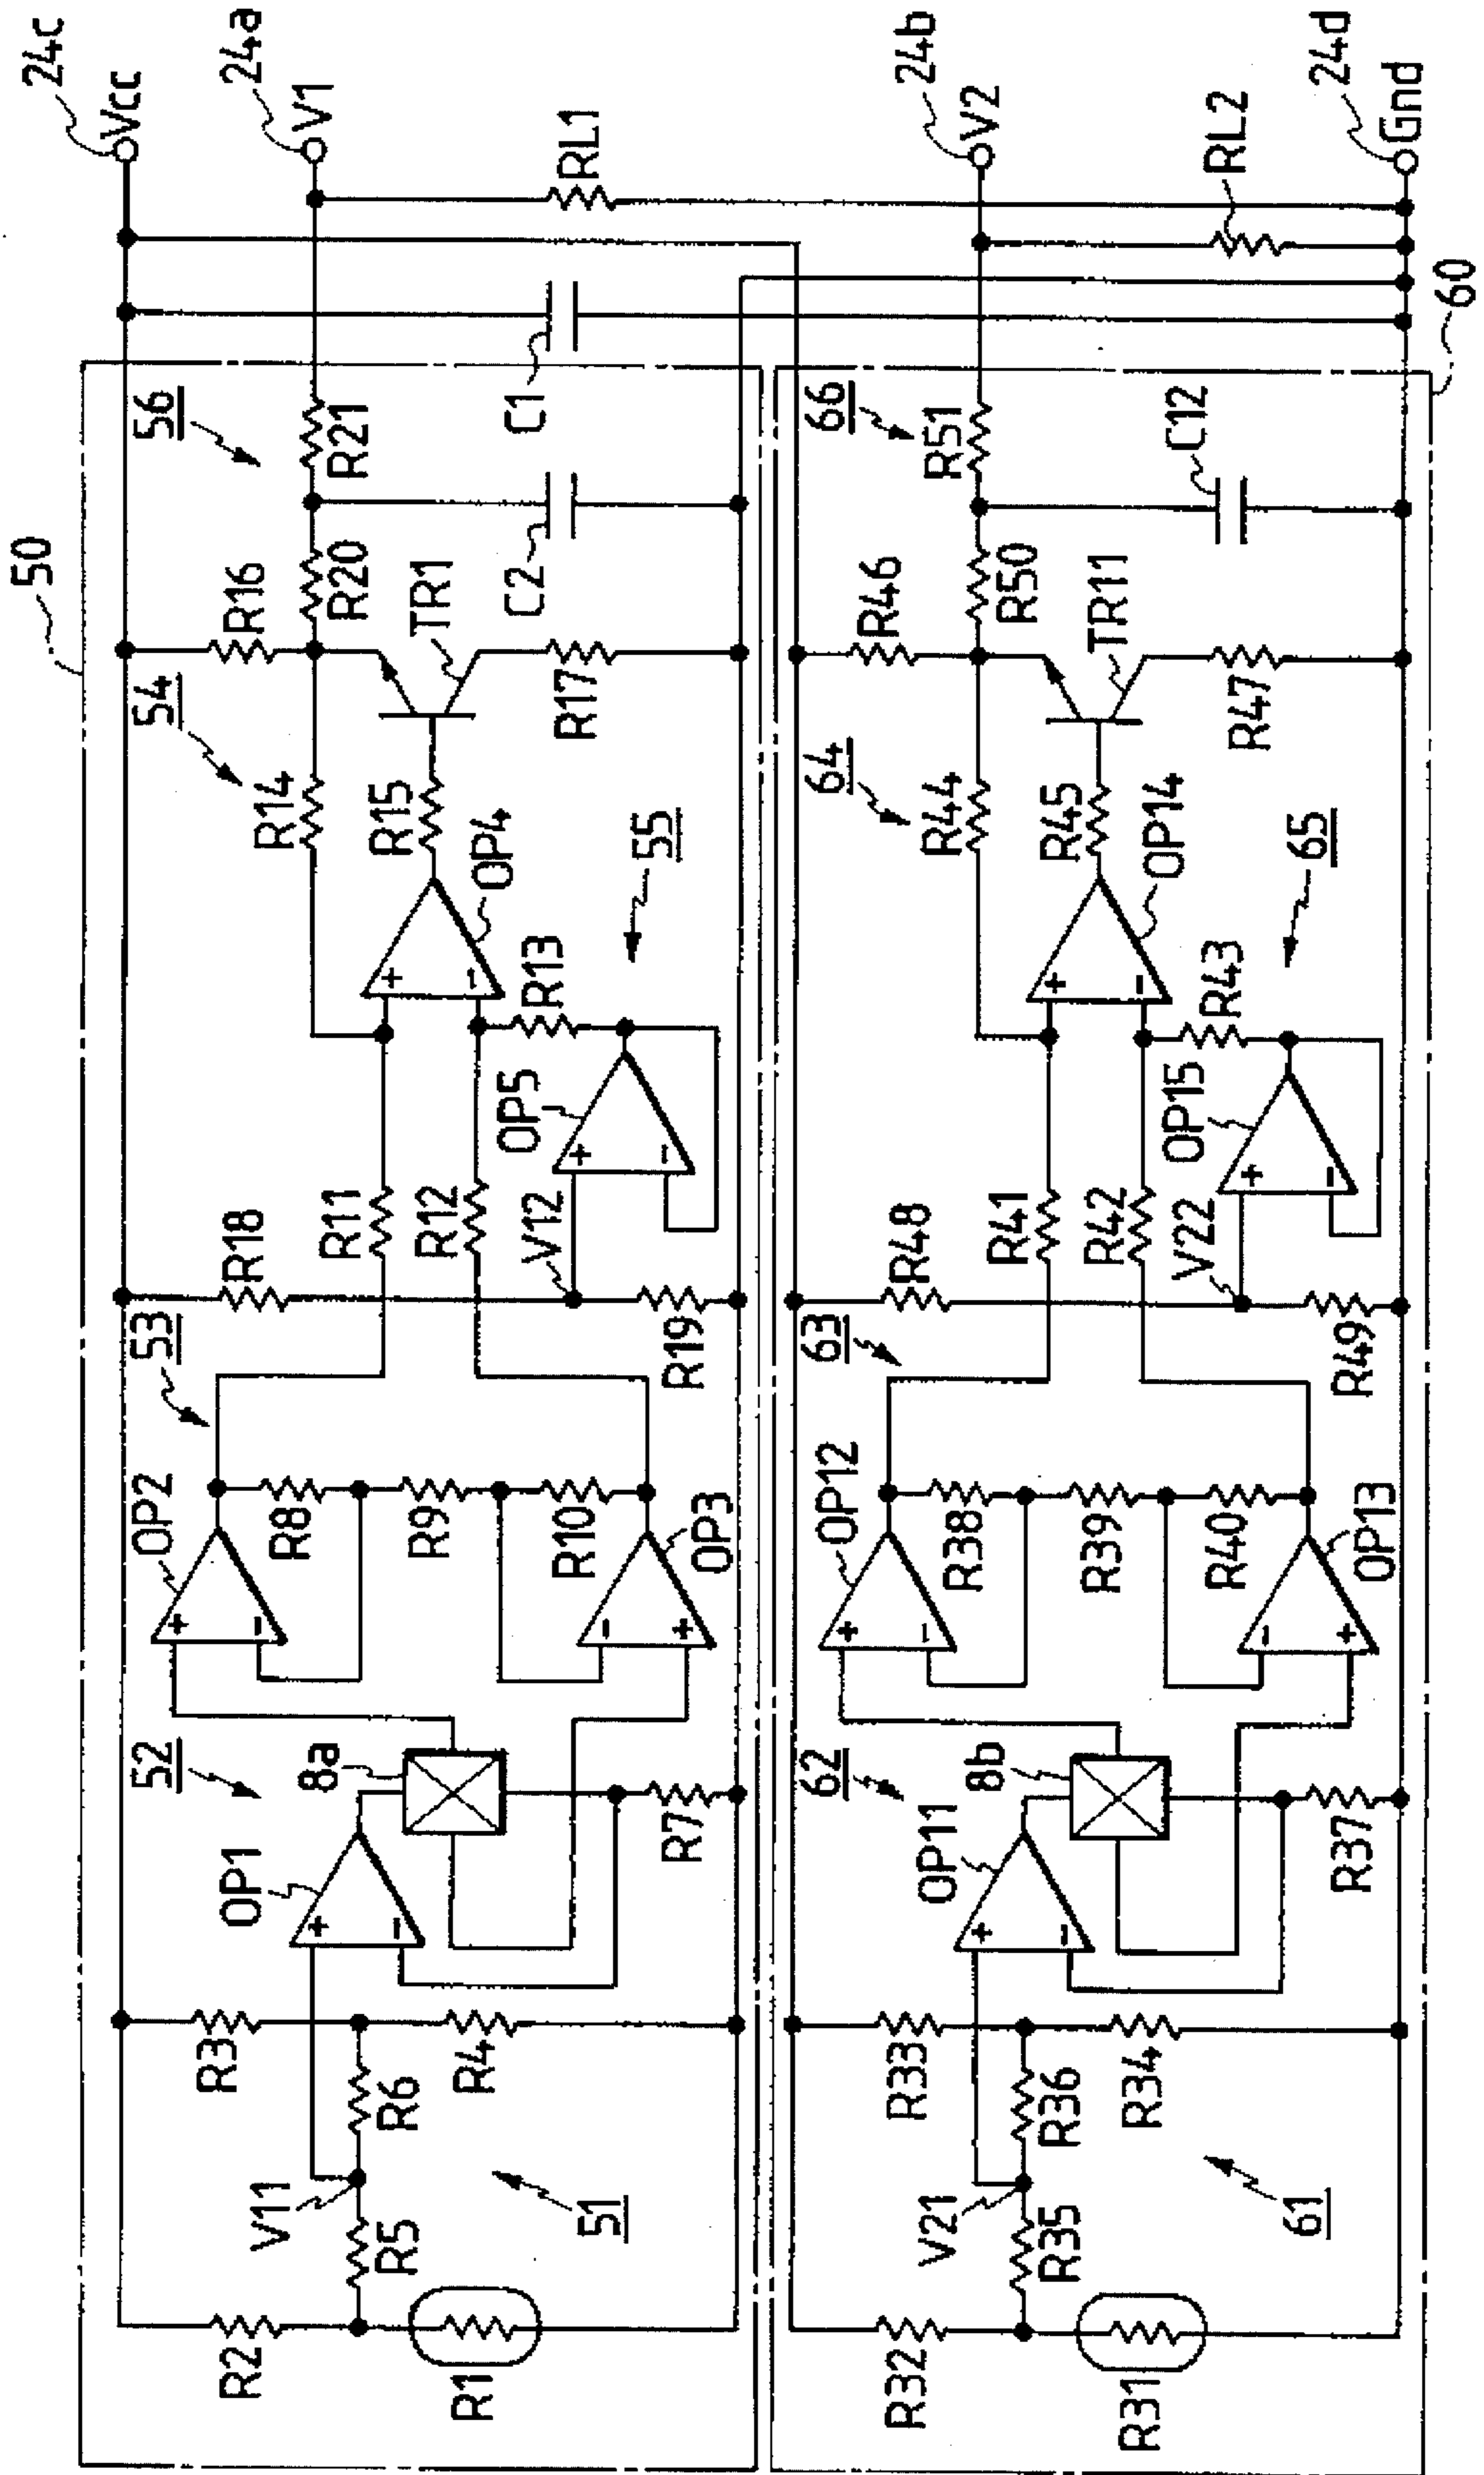 50
24c
Vcc
24a
V1
RL1
56
R21
C1
54
R16
R20
C2
TR1
R14
R15
R17
OP4
55
R13
OP5
V12
R18
R11
R12
R19
53
OP2
R8
R9
R10
OP3
52
8a
OP1
R7
R3
R6
R4
V11
R5
51
R2
R1
24b
V2
RL2
24d
Gnd
60
66
R51
C12
R46
R50
TR11
R47
64
R44
R45
OP14
65
R43
OP15
V22
R48
R41
R42
R49
63
OP12
R38
R39
R40
OP13
62
8b
OP11
R37
R33
R36
R34
V21
R35
61
R32
R31
+
-
+
-
+
-
+
-
+
-
+
-
+
-
+
-
+
-
+
-